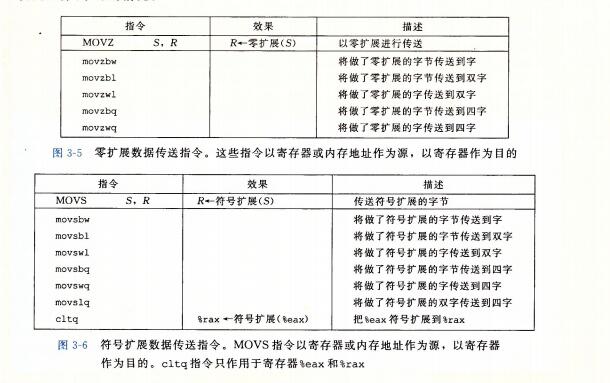 指令 效果 描述
MOVZ S, R R←零扩展(S) 以零扩展进行传送
movzbw 将做了零扩展的字节传送到字
movzbl 将做了零扩展的字节传送到双字
movzwl 将做了零扩展的字传送到双字
movzbq 将做了零扩展的字节传送到四字
movzwq 将做了零扩展的字传送到四字
图 3-5 零扩展数据传送指令。这些指令以寄存器或内存地址作为源，以寄存器作为目的
指令 效果 描述
MOVS S, R R←符号扩展(S) 传送符号扩展的字节
movsbw 将做了符号扩展的字节传送到字
movsbl 将做了符号扩展的字节传送到双字
movswl 将做了符号扩展的字传送到双字
movsbq 将做了符号扩展的字节传送到四字
movswq 将做了符号扩展的字传送到四字
movslq 将做了符号扩展的双字传送到四字
cltq %rax←符号扩展(%eax) 把%eax符号扩展到%rax
图 3-6 符号扩展数据传送指令。MOVS 指令以寄存器或内存地址作为源，以寄存器
作为目的。cltq 指令只作用于寄存器%eax 和%rax